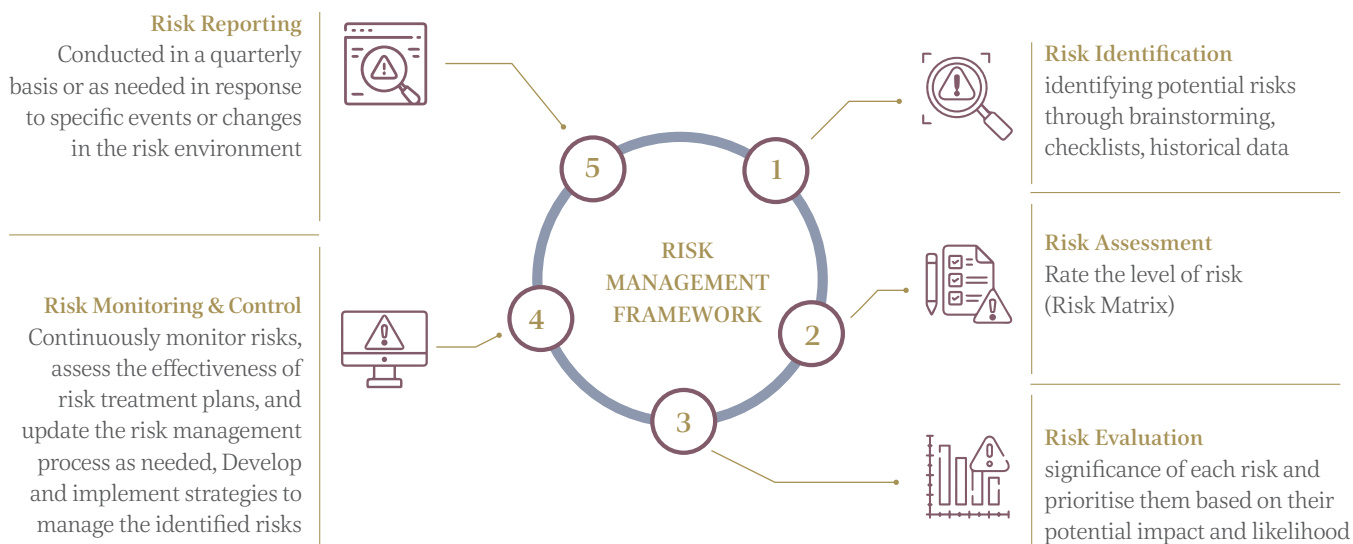 Risk Reporting
Conducted in a quarterly
basis or as needed in response
to specific events or changes
in the risk environment
Risk Monitoring & Control
Continuously monitor risks,
assess the effectiveness of
risk treatment plans, and
update the risk management
process as needed, Develop
and implement strategies to
manage the identified risks
5
1
4
2
3
RISK
MANAGEMENT
FRAMEWORK
Risk Identification
identifying potential risks
through brainstorming,
checklists, historical data
Risk Assessment
Rate the level of risk
(Risk Matrix)
Risk Evaluation
significance of each risk and
prioritise them based on their
potential impact and likelihood